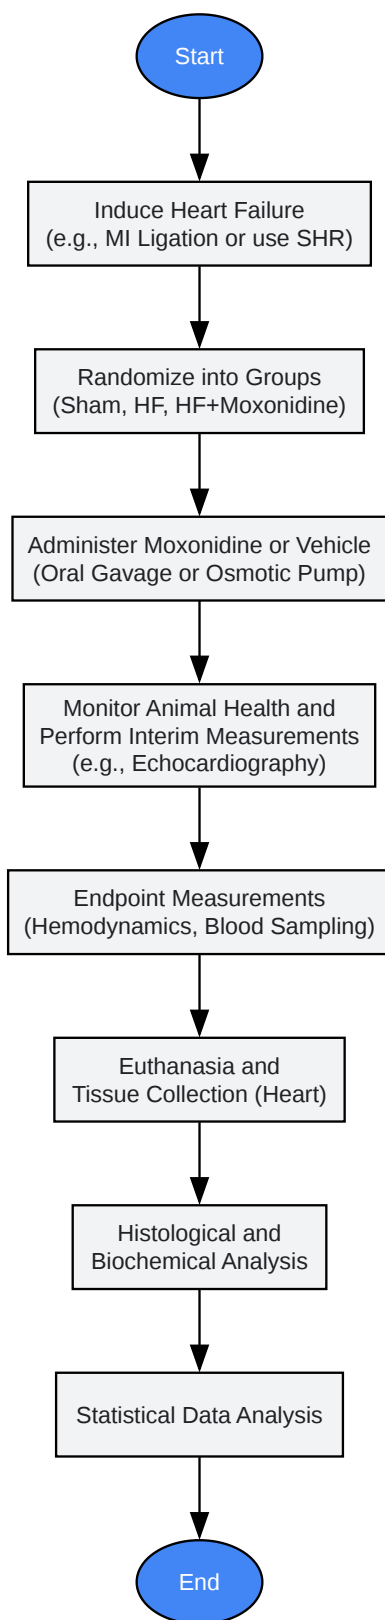 Start
Induce Heart Failure
(e.g., MI Ligation or use SHR)
Randomize into Groups
(Sham, HF, HF+Moxonidine)
Administer Moxonidine or Vehicle
(Oral Gavage or Osmotic Pump)
Monitor Animal Health and
Perform Interim Measurements
(e.g., Echocardiography)
Endpoint Measurements
(Hemodynamics, Blood Sampling)
Euthanasia and
Tissue Collection (Heart)
Histological and
Biochemical Analysis
Statistical Data Analysis
End